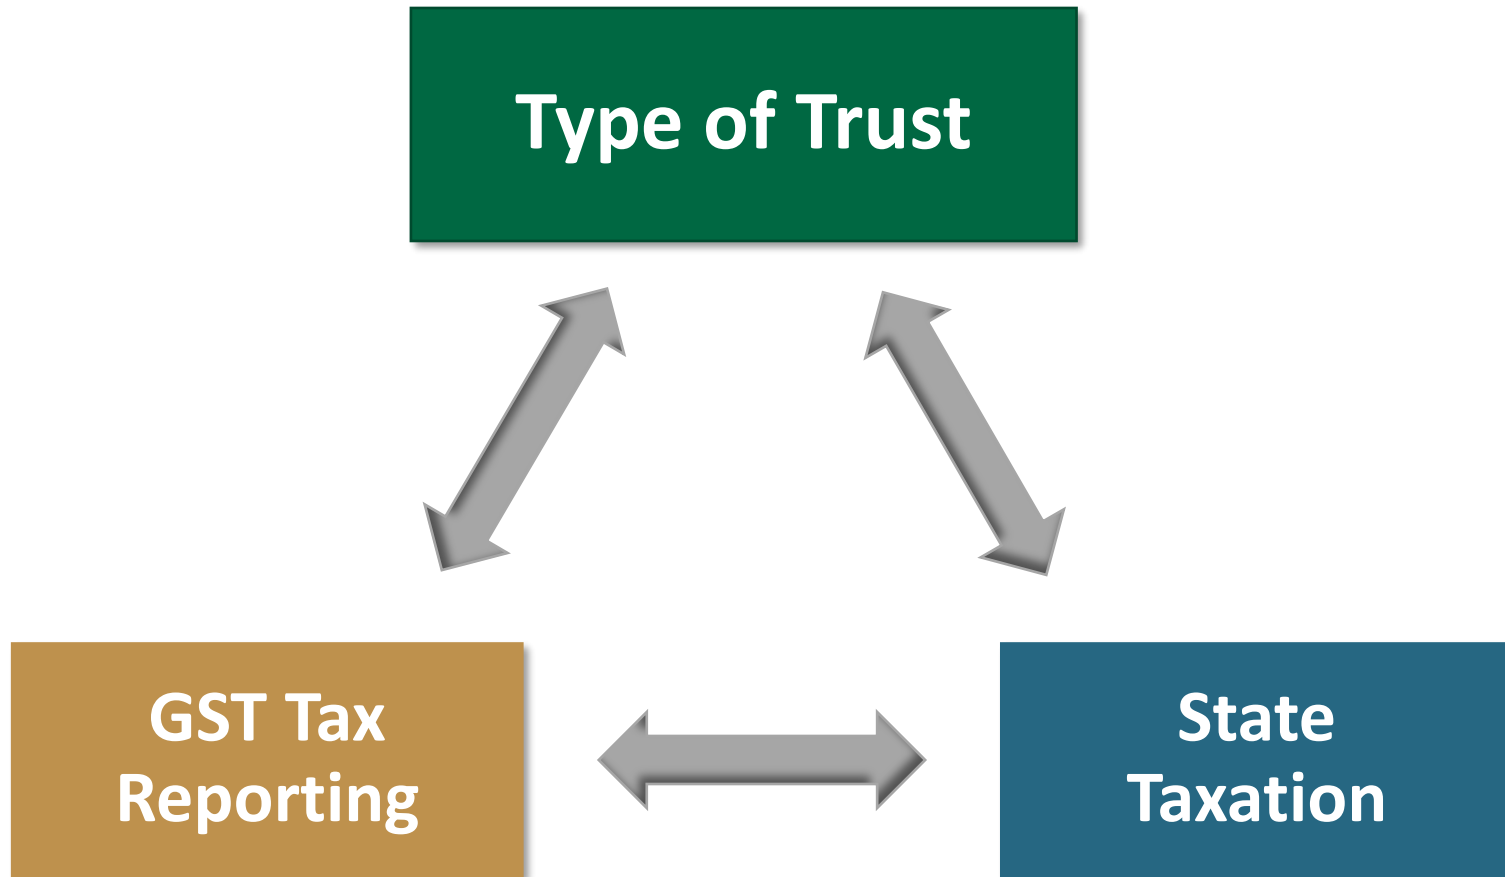 Type of Trust
GST Tax
Reporting
State
Taxation